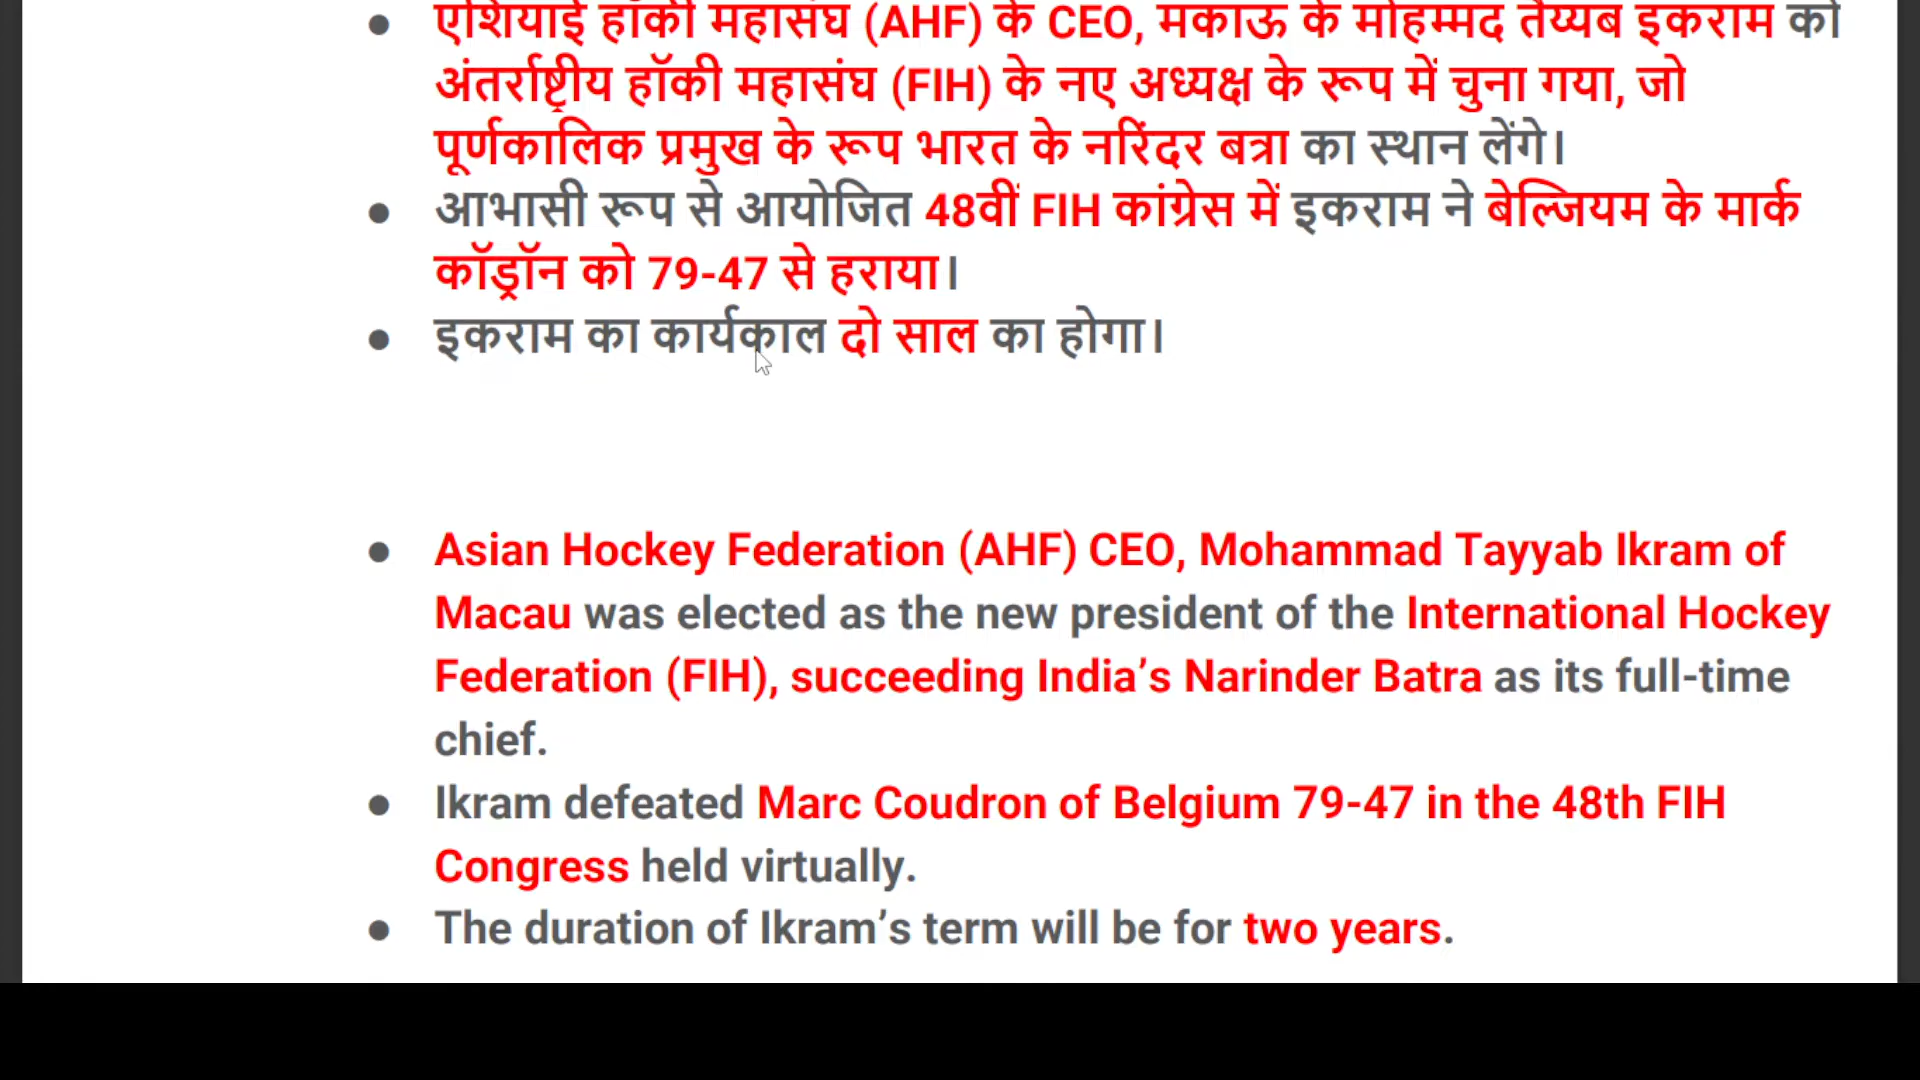 एशियाई हॉकी महासंघ (AHF) के CEO, मकाऊ के मोहम्मद तैय्यब इकराम को
अंतर्राष्ट्रीय हॉकी महासंघ (FIH) के नए अध्यक्ष के रूप में चुना गया, जो
पूर्णकालिक प्रमुख के रूप भारत के नरिंदर बत्रा का स्थान लेंगे।
आभासी रूप से आयोजित 48वीं FIH कांग्रेस में इकराम ने बेल्जियम के मार्क
कॉड्रॉन को 79-47 से हराया।
इकराम का कार्यकाल दो साल का होगा।
Asian Hockey Federation (AHF) CEO, Mohammad Tayyab Ikram of
Macau was elected as the new president of the International Hockey
Federation (FIH), succeeding India’s Narinder Batra as its full-time
chief.
Ikram defeated Marc Coudron of Belgium 79-47 in the 48th FIH
Congress held virtually.
The duration of Ikram’s term will be for two years.